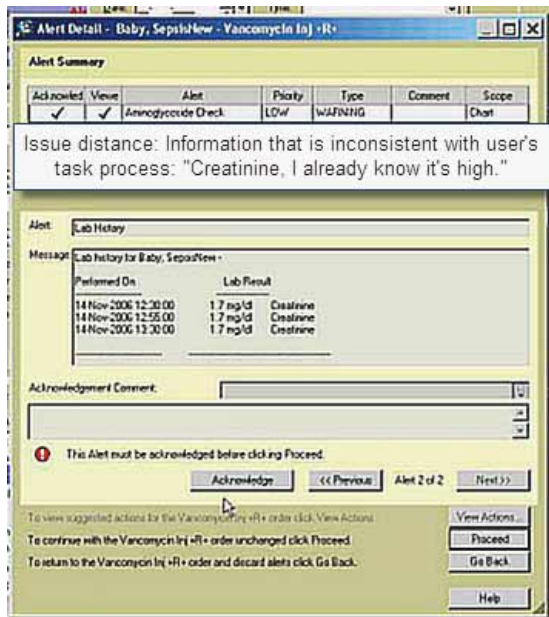 Alert Detail - Baby, SepsisNew - Vancomycin Inj +R+
Alert Summary
Acknowled Viewe Alert Priority Type Comment Scope
✓ ✓ Aminoglycoside Check LOW WARNING Chart
Issue distance: Information that is inconsistent with user's
task process: "Creatinine, I already know it's high."
Alert: Lab History
Message: Lab history for Baby, SepsisNew -
Performed On Lab Result
14-Nov-2006 12:30:00 1.7 mg/dl Creatinine
14-Nov-2006 12:55:00 1.7 mg/dl Creatinine
14-Nov-2006 13:30:00 1.7 mg/dl Creatinine
Acknowledgement Comment:
This Alert must be acknowledged before clicking Proceed.
Acknowledge << Previous Alert 2 of 2 Next >>
To view suggested actions for the Vancomycin Inj +R+ order click View Actions. View Actions...
To continue with the Vancomycin Inj +R+ order unchanged click Proceed. Proceed
To return to the Vancomycin Inj +R+ order and discard alerts click Go Back. Go Back
Help